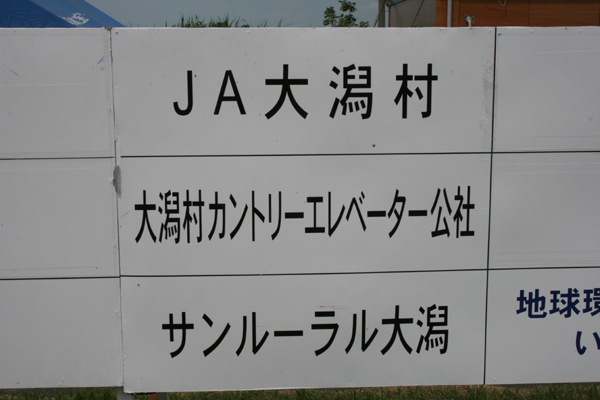 JA大潟村
大潟村カントリーエレベーター公社
サンルーラル大潟
地球環
い